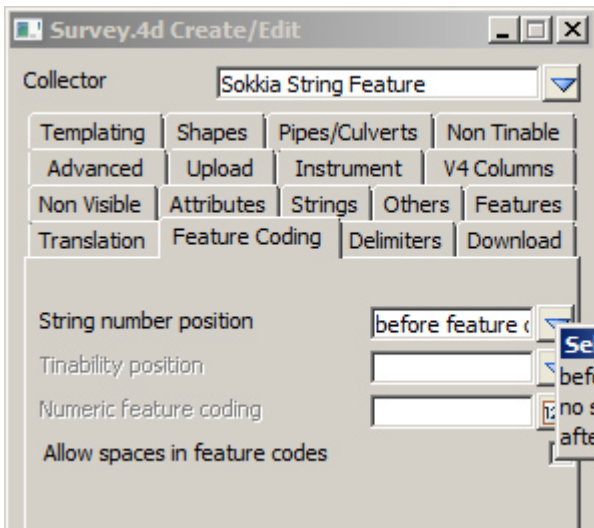 Survey.4d Create/Edit
Collector Sokkia String Feature
Templating Shapes Pipes/Culverts Non Tinable
Advanced Upload Instrument V4 Columns
Non Visible Attributes Strings Others Features
Translation Feature Coding Delimiters Download
String number position before feature
Tinability position
Numeric feature coding
no
Allow spaces in feature codes